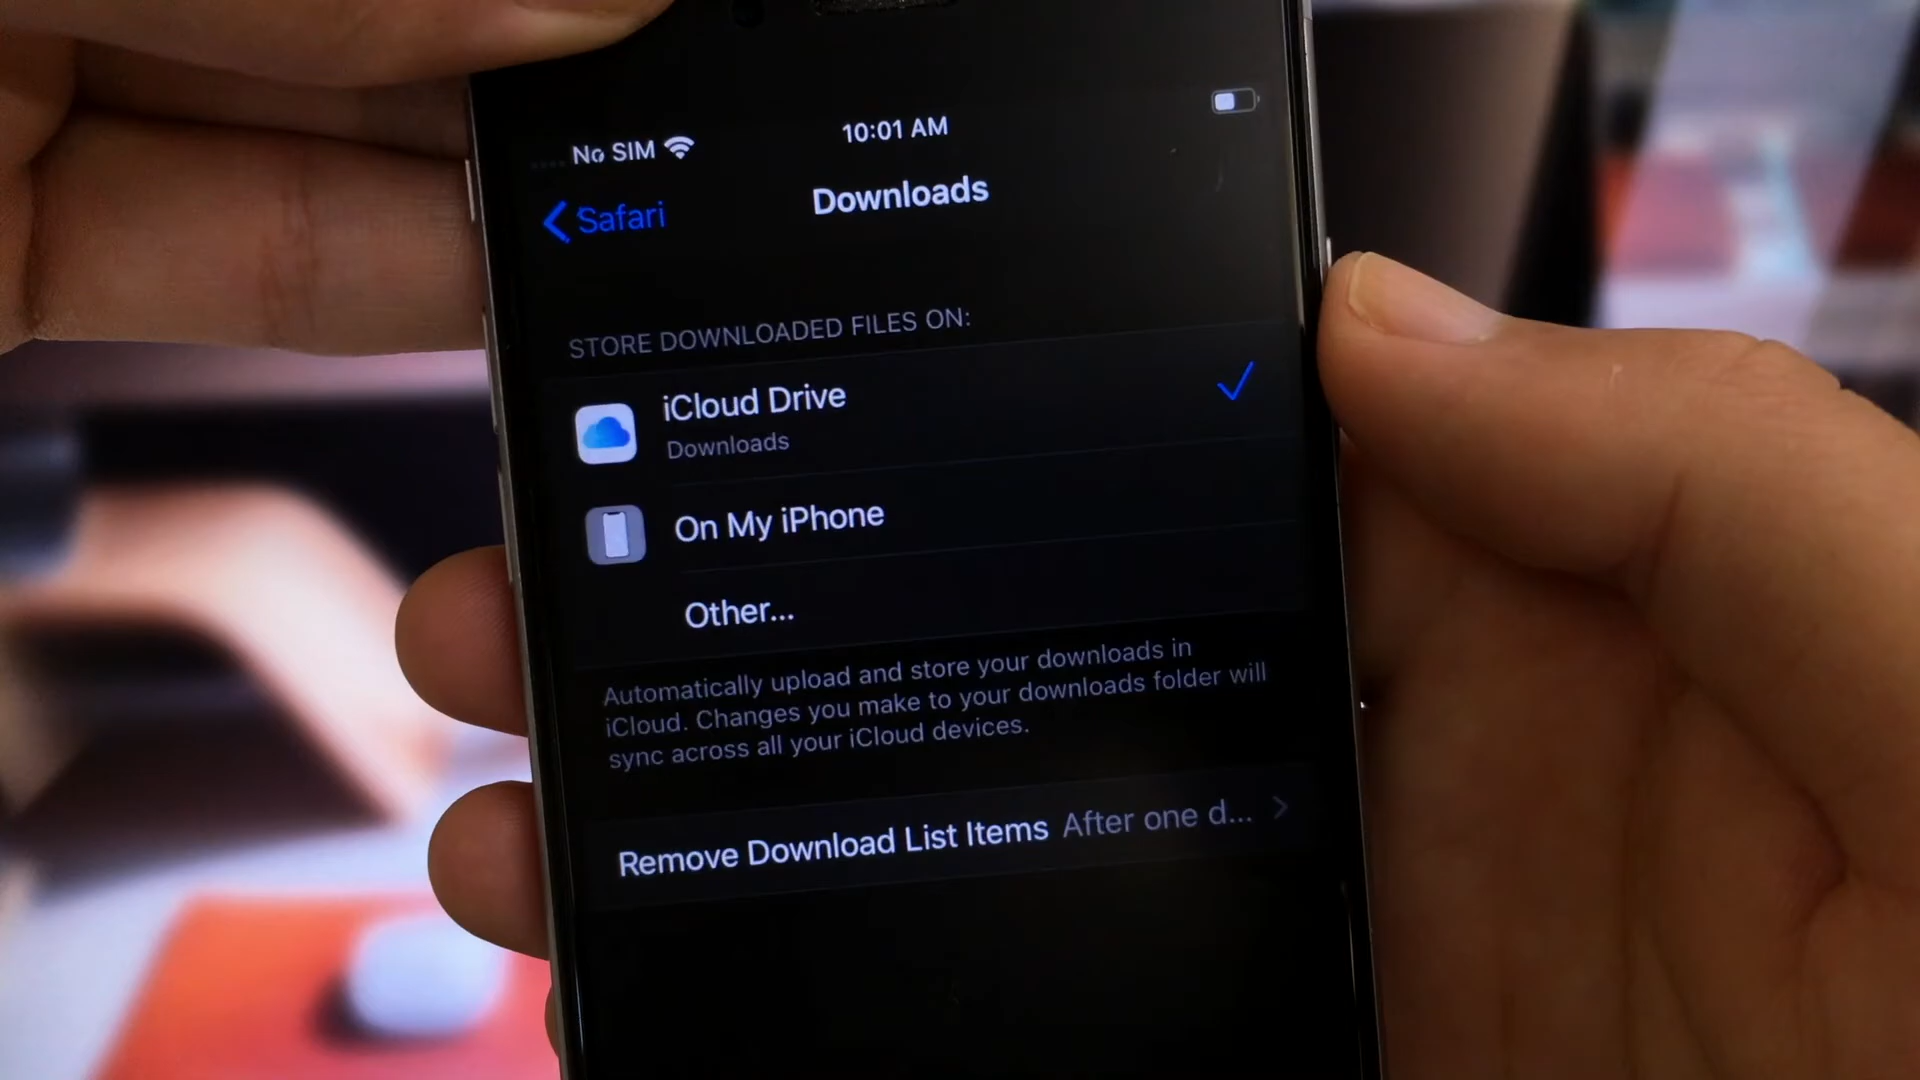 No SIM
10:01 AM
Safari
Downloads
STORE DOWNLOADED FILES ON:
iCloud Drive
Downloads
On My iPhone
Other...
Automatically upload and store your downloads in
iCloud. Changes you make to your downloads folder will
sync across all your iCloud devices.
Remove Download List Items After one d...